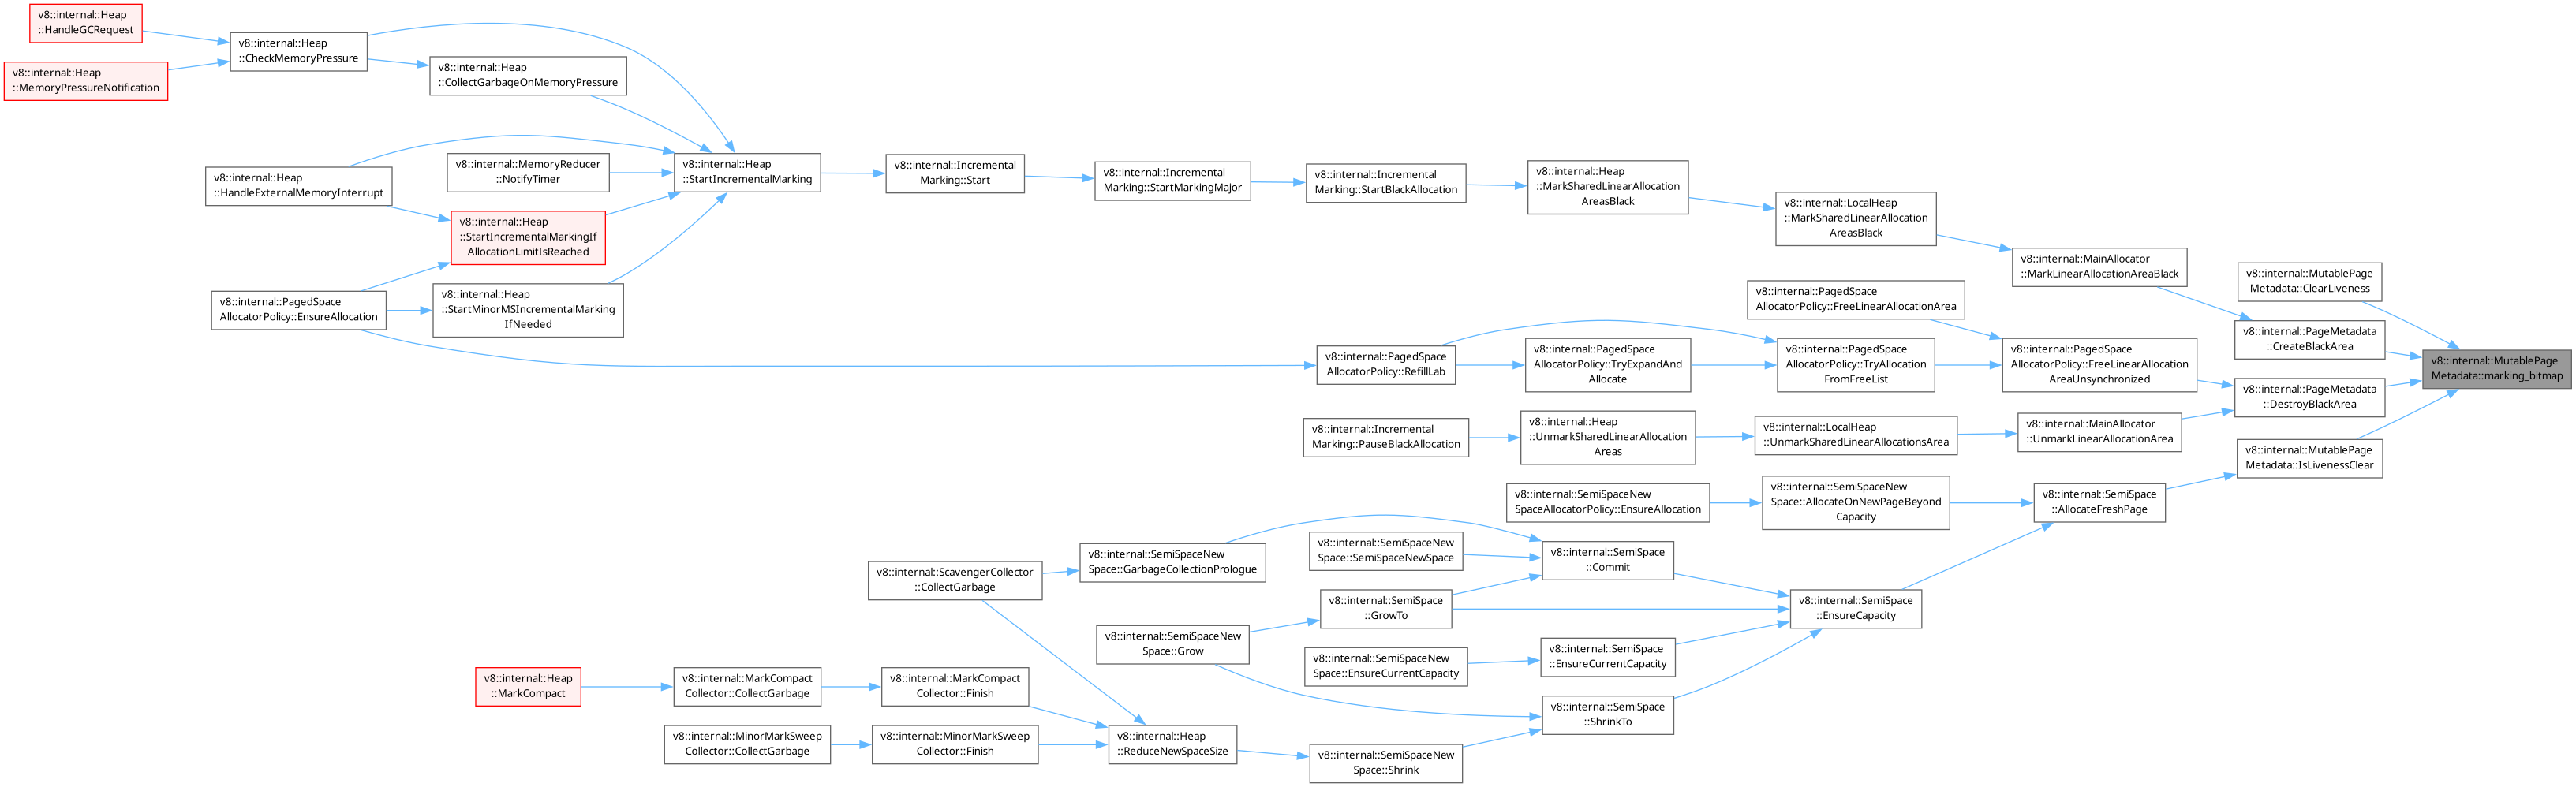 v8::internal::Heap
::HandleGCRequest
v8::internal::Heap
::MemoryPressureNotification
v8::internal::Heap
::CheckMemoryPressure
v8::internal::Heap
::CollectGarbageOnMemoryPressure
v8::internal::Heap
::HandleExternalMemoryInterrupt
v8::internal::MemoryReducer
::NotifyTimer
v8::internal::Heap
::StartIncrementalMarkingIf
AllocationLimitIsReached
v8::internal::PagedSpace
AllocatorPolicy::EnsureAllocation
v8::internal::Heap
::StartMinorMSIncrementalMarking
IfNeeded
v8::internal::Heap
::StartIncrementalMarking
v8::internal::Incremental
Marking::Start
v8::internal::Incremental
Marking::StartMarkingMajor
v8::internal::Incremental
Marking::StartBlackAllocation
v8::internal::Heap
::MarkSharedLinearAllocation
AreasBlack
v8::internal::LocalHeap
::MarkSharedLinearAllocation
AreasBlack
v8::internal::MainAllocator
::MarkLinearAllocationAreaBlack
v8::internal::MutablePage
Metadata::ClearLiveness
v8::internal::PageMetadata
::CreateBlackArea
v8::internal::MutablePage
Metadata::marking_bitmap
v8::internal::PagedSpace
AllocatorPolicy::FreeLinearAllocationArea
v8::internal::PagedSpace
AllocatorPolicy::RefillLab
v8::internal::PagedSpace
AllocatorPolicy::TryExpandAnd
Allocate
v8::internal::PagedSpace
AllocatorPolicy::TryAllocation
FromFreeList
v8::internal::PagedSpace
AllocatorPolicy::FreeLinearAllocation
AreaUnsynchronized
v8::internal::PageMetadata
::DestroyBlackArea
v8::internal::Incremental
Marking::PauseBlackAllocation
v8::internal::Heap
::UnmarkSharedLinearAllocation
Areas
v8::internal::LocalHeap
::UnmarkSharedLinearAllocationsArea
v8::internal::MainAllocator
::UnmarkLinearAllocationArea
v8::internal::MutablePage
Metadata::IsLivenessClear
v8::internal::SemiSpaceNew
SpaceAllocatorPolicy::EnsureAllocation
v8::internal::SemiSpaceNew
Space::AllocateOnNewPageBeyond
Capacity
v8::internal::SemiSpace
::AllocateFreshPage
v8::internal::ScavengerCollector
::CollectGarbage
v8::internal::SemiSpaceNew
Space::GarbageCollectionPrologue
v8::internal::SemiSpaceNew
Space::SemiSpaceNewSpace
v8::internal::SemiSpace
::Commit
v8::internal::SemiSpaceNew
Space::Grow
v8::internal::SemiSpace
::GrowTo
v8::internal::SemiSpace
::EnsureCapacity
v8::internal::SemiSpaceNew
Space::EnsureCurrentCapacity
v8::internal::SemiSpace
::EnsureCurrentCapacity
v8::internal::Heap
::MarkCompact
v8::internal::MarkCompact
Collector::CollectGarbage
v8::internal::MarkCompact
Collector::Finish
v8::internal::MinorMarkSweep
Collector::CollectGarbage
v8::internal::MinorMarkSweep
Collector::Finish
v8::internal::Heap
::ReduceNewSpaceSize
v8::internal::SemiSpaceNew
Space::Shrink
v8::internal::SemiSpace
::ShrinkTo